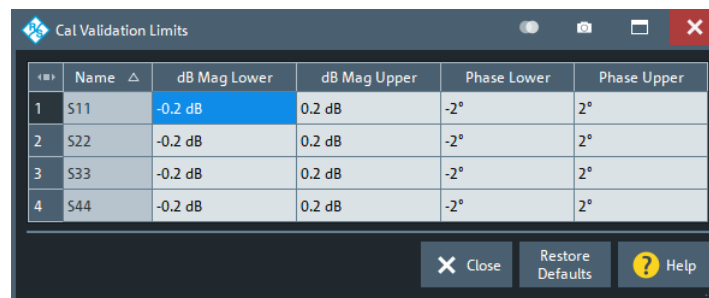 Cal Validation Limits
Name dB Mag Lower dB Mag Upper Phase Lower Phase Upper
1 S11 -0.2 dB 0.2 dB -2° 2°
2 S22 -0.2 dB 0.2 dB -2° 2°
3 S33 -0.2 dB 0.2 dB -2° 2°
4 S44 -0.2 dB 0.2 dB -2° 2°
Close Restore Defaults ? Help